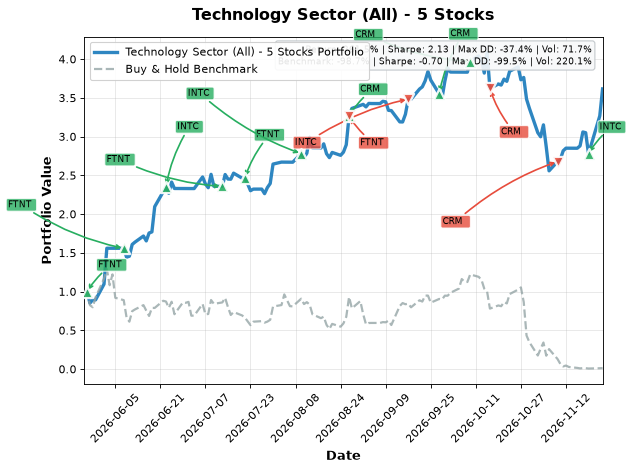 Technology Sector (All) - 5 Stocks
CRM
CRM
Technology Sector (All) - 5 Stocks Portfolio
Buy & Hold Benchmark
% | Sharpe: 2.13 | Max DD: -37.4% | Vol: 71.7%
| Sharpe: -0.70 | Max DD: -99.5% | Vol: 220.1%
INTC
CRM
INTC
FTNT
CRM
INTC
INTC
FTNT
FTNT
FTNT
CRM
FTNT
4.0
3.5
3.0
2.5
2.0
1.5
1.0
0.5
0.0
Portfolio Value
2026-06-05
2026-06-21
2026-07-07
2026-07-23
2026-08-08
2026-08-24
2026-09-09
2026-09-25
2026-10-11
2026-10-27
2026-11-12
Date